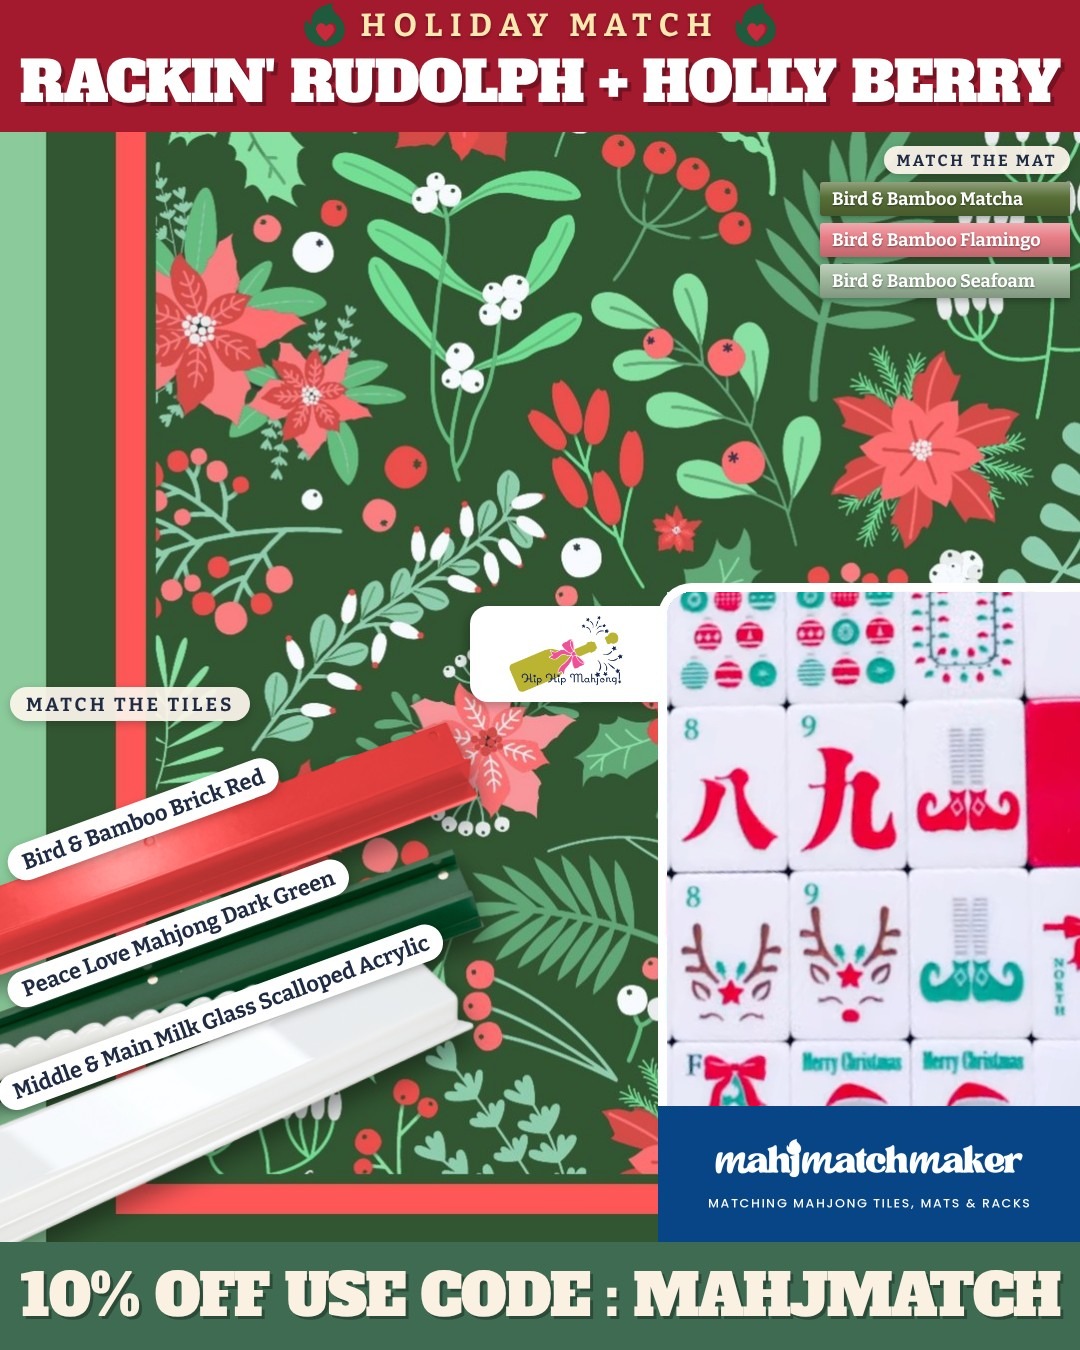 HOLIDAY MATCH
RACKIN' RUDOLPH + HOLLY BERRY
MATCH THE MAT
Bird & Bamboo Matcha
Bird & Bamboo Flamingo
Bird & Bamboo Seafoam
Hip Hip Mahjong!
MATCH THE TILES
Bird & Bamboo Brick Red
Peace Love Mahjong Dark Green
Middle & Main Milk Glass Scalloped Acrylic
8 9
八 九
8 9
NORTH
F Merry Christmas Merry Christmas
mahjmatchmaker
MATCHING MAHJONG TILES, MATS & RACKS
10% OFF USE CODE : MAHJMATCH